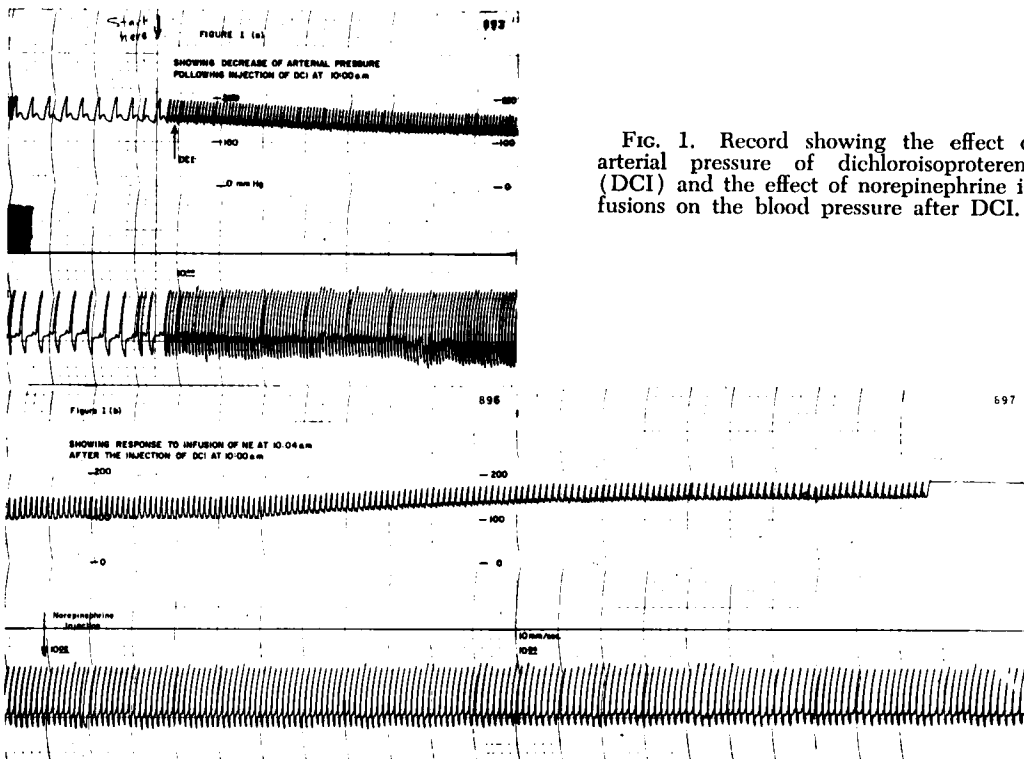 Start
here
893
FIGURE 1 (a)
SHOWING DECREASE OF ARTERIAL PRESSURE
FOLLOWING INJECTION OF DCI AT 10:00 a m
—200
—200
—100
—100
DCI
—0 mm Hg
—0
FIG. 1. Record showing the effect o
arterial pressure of dichloroisoproteren
(DCI) and the effect of norepinephrine i
fusions on the blood pressure after DCI.
10 00
896
697
Figure 1 (b)
SHOWING RESPONSE TO INFUSION OF NE AT 10.04 a m
AFTER THE INJECTION OF DCI AT 10:00 a m
—200
—200
—100
—100
—0
—0
Norepinephrine
Injection
10 mm/sec.